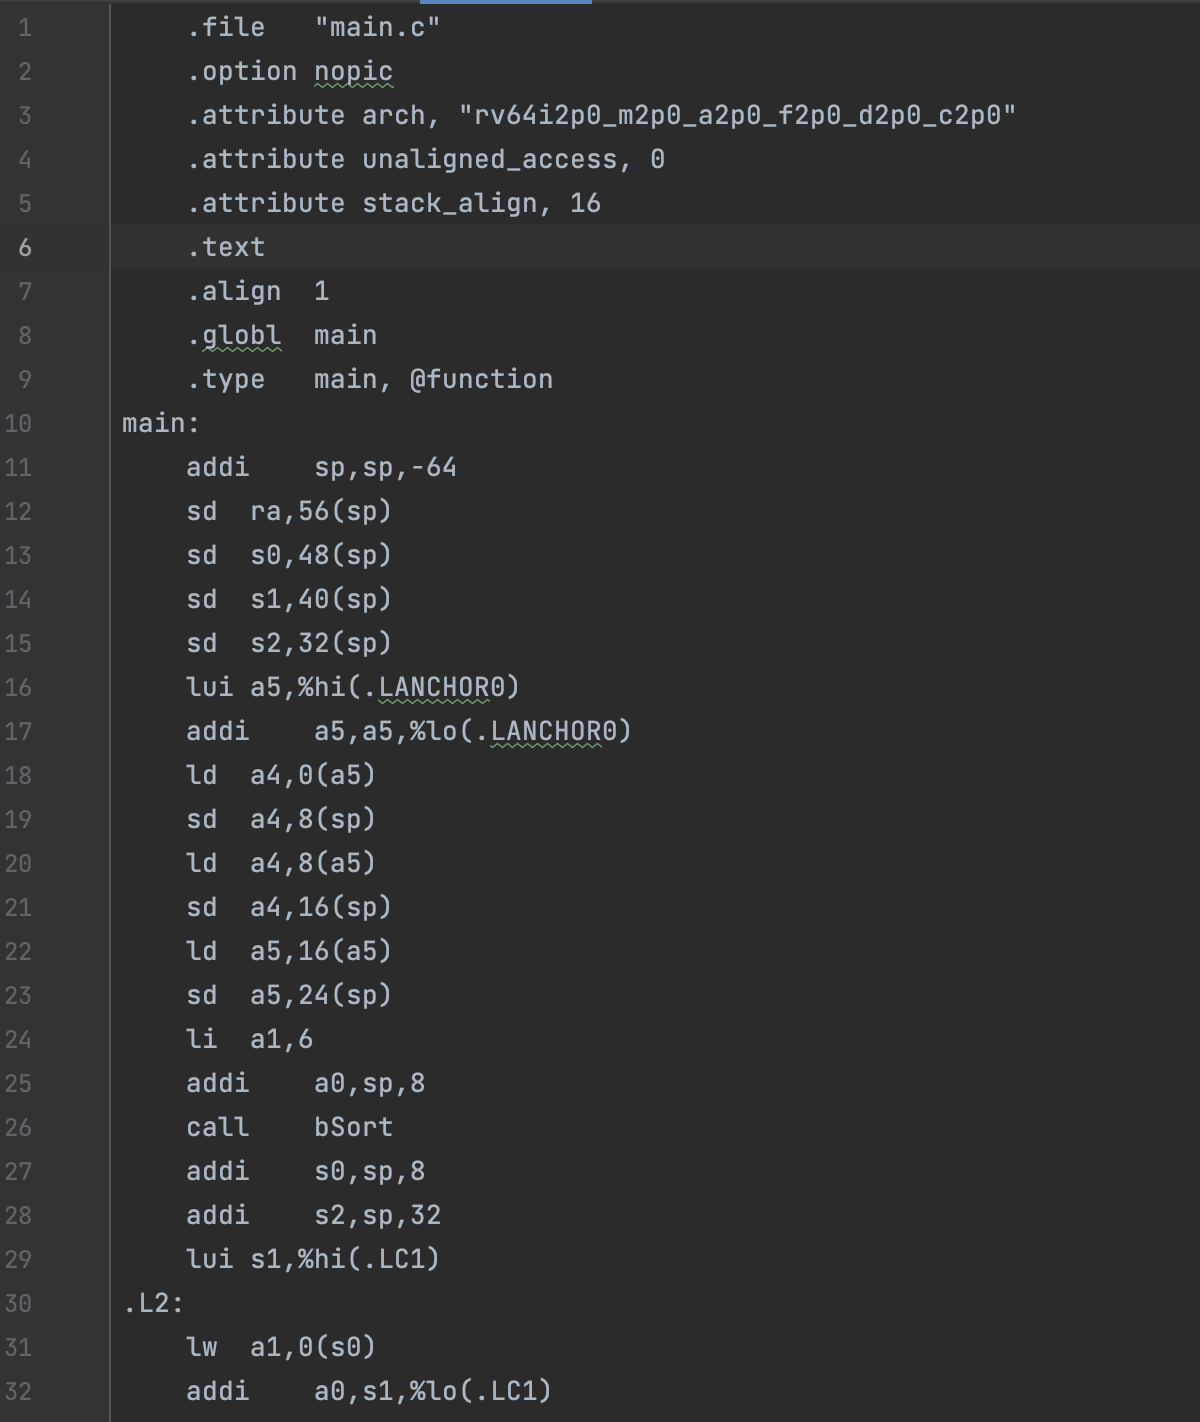 1 .file "main.c"
2 .option nopic
3 .attribute arch, "rv64i2p0_m2p0_a2p0_f2p0_d2p0_c2p0"
4 .attribute unaligned_access, 0
5 .attribute stack_align, 16
6 .text
7 .align 1
8 .globl main
9 .type main, @function
10 main:
11 addi sp,sp,-64
12 sd ra,56(sp)
13 sd s0,48(sp)
14 sd s1,40(sp)
15 sd s2,32(sp)
16 lui a5,%hi(.LANCHOR0)
17 addi a5,a5,%lo(.LANCHOR0)
18 ld a4,0(a5)
19 sd a4,8(sp)
20 ld a4,8(a5)
21 sd a4,16(sp)
22 ld a5,16(a5)
23 sd a5,24(sp)
24 li a1,6
25 addi a0,sp,8
26 call bSort
27 addi s0,sp,8
28 addi s2,sp,32
29 lui s1,%hi(.LC1)
30 .L2:
31 lw a1,0(s0)
32 addi a0,s1,%lo(.LC1)